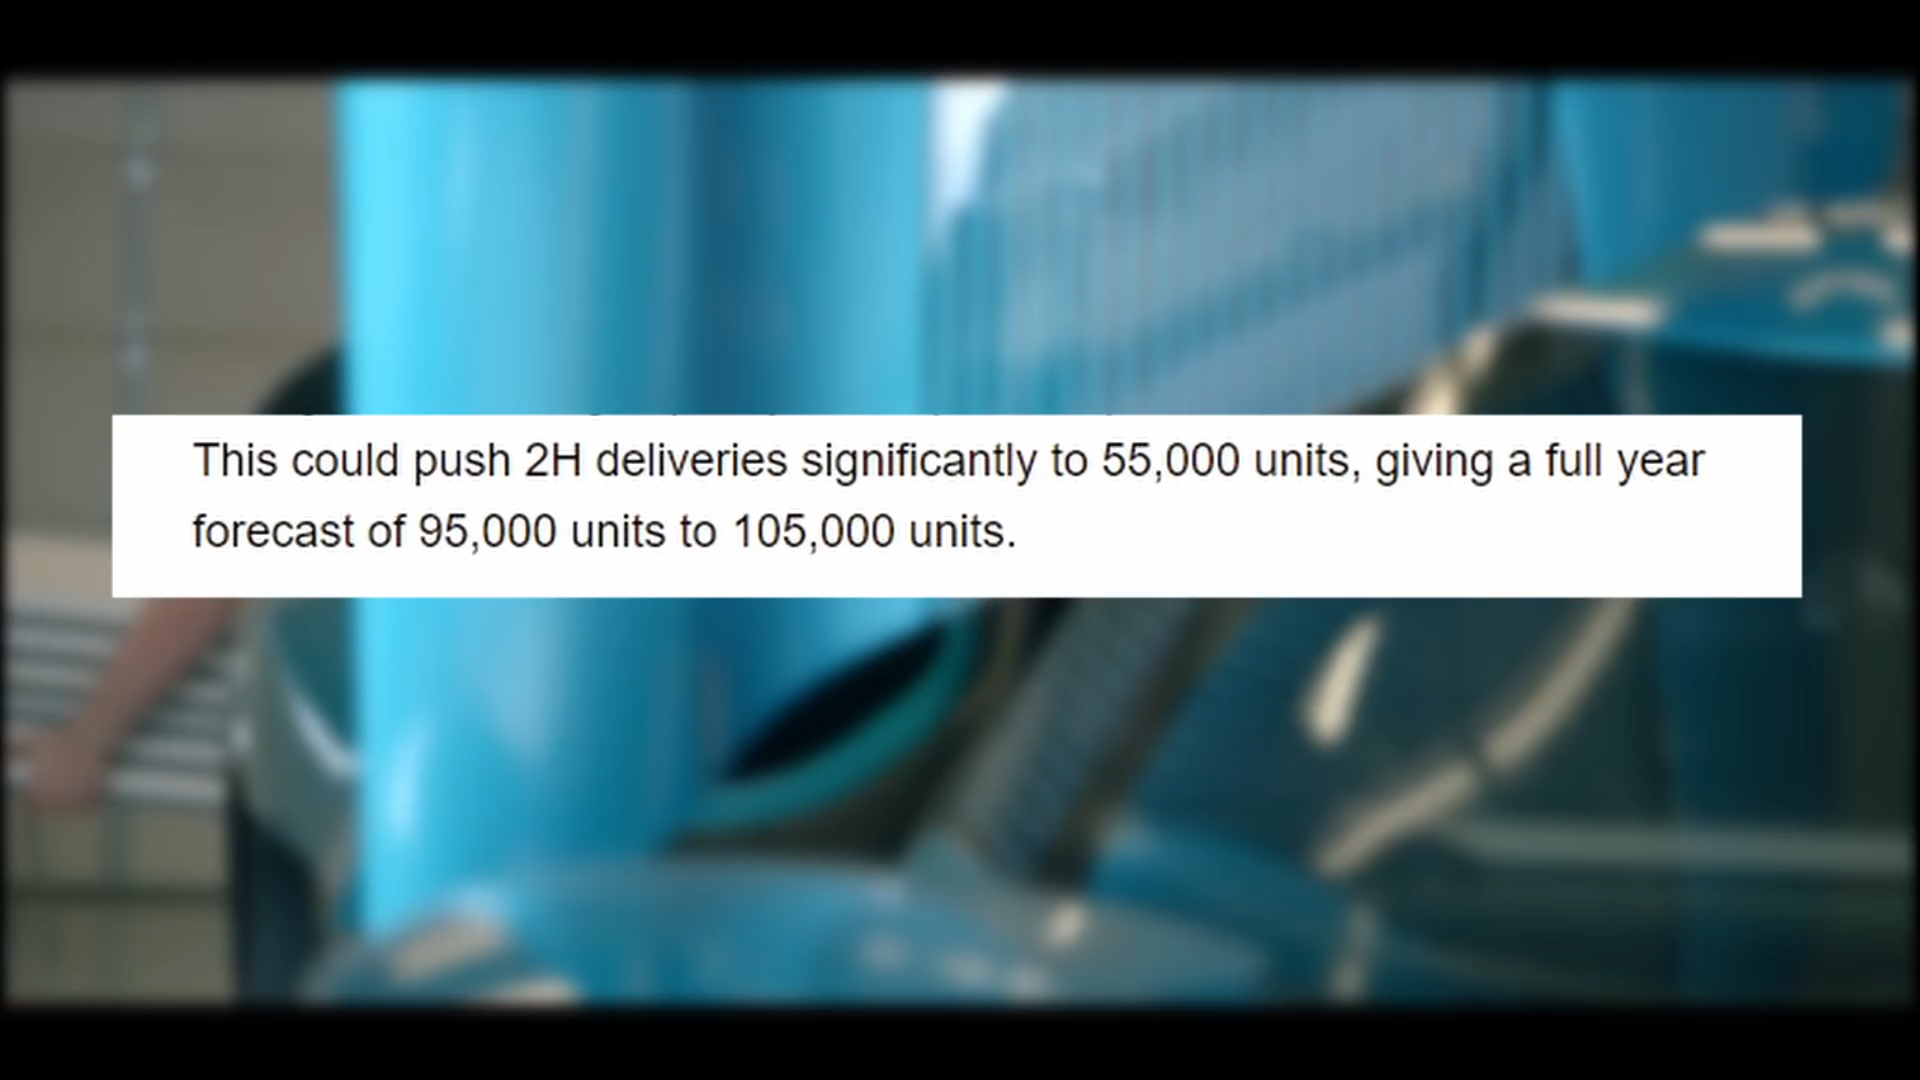 This could push 2H deliveries significantly to 55,000 units, giving a full year
forecast of 95,000 units to 105,000 units.